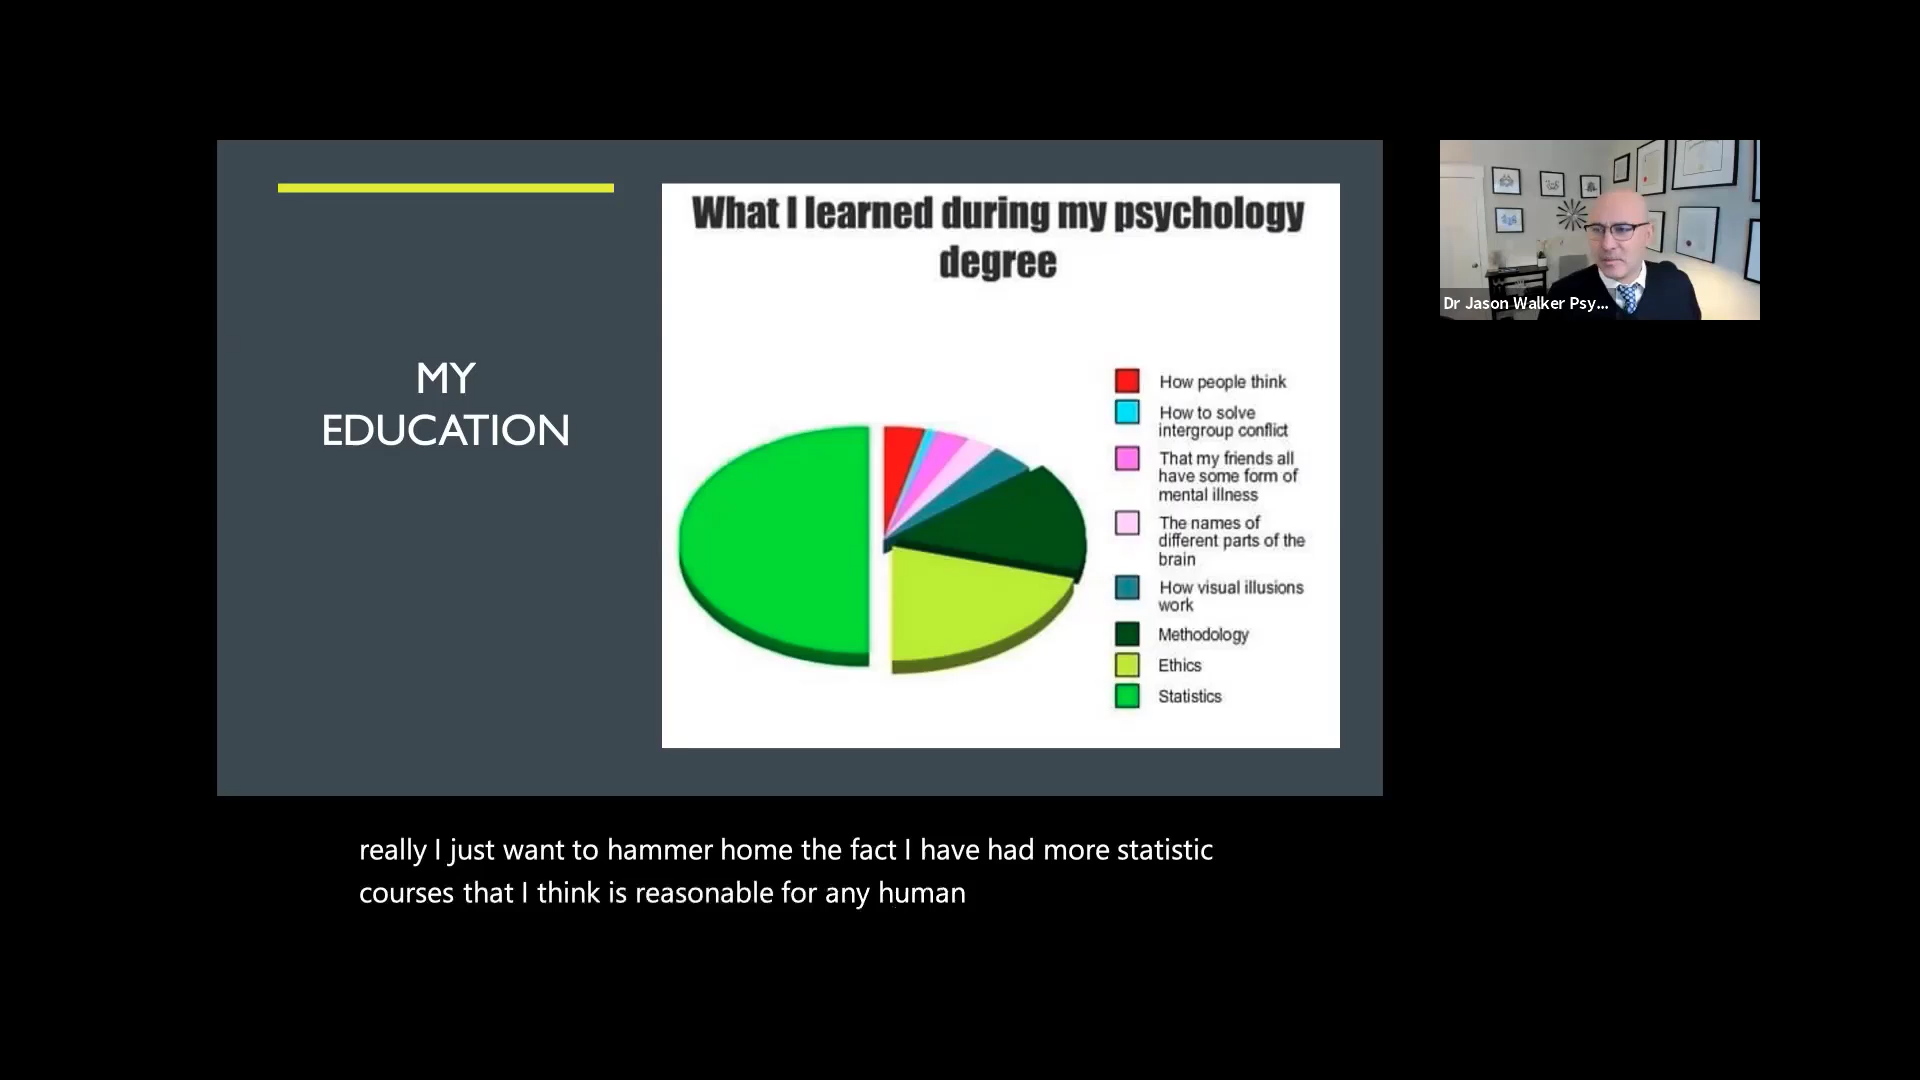 MY
EDUCATION
What I learned during my psychology
degree
How people think
How to solve
intergroup conflict
That my friends all
have some form of
mental illness
The names of
different parts of the
brain
How visual illusions
work
Methodology
Ethics
Statistics
Dr Jason Walker Psy...
really I just want to hammer home the fact I have had more statistic
courses that I think is reasonable for any human